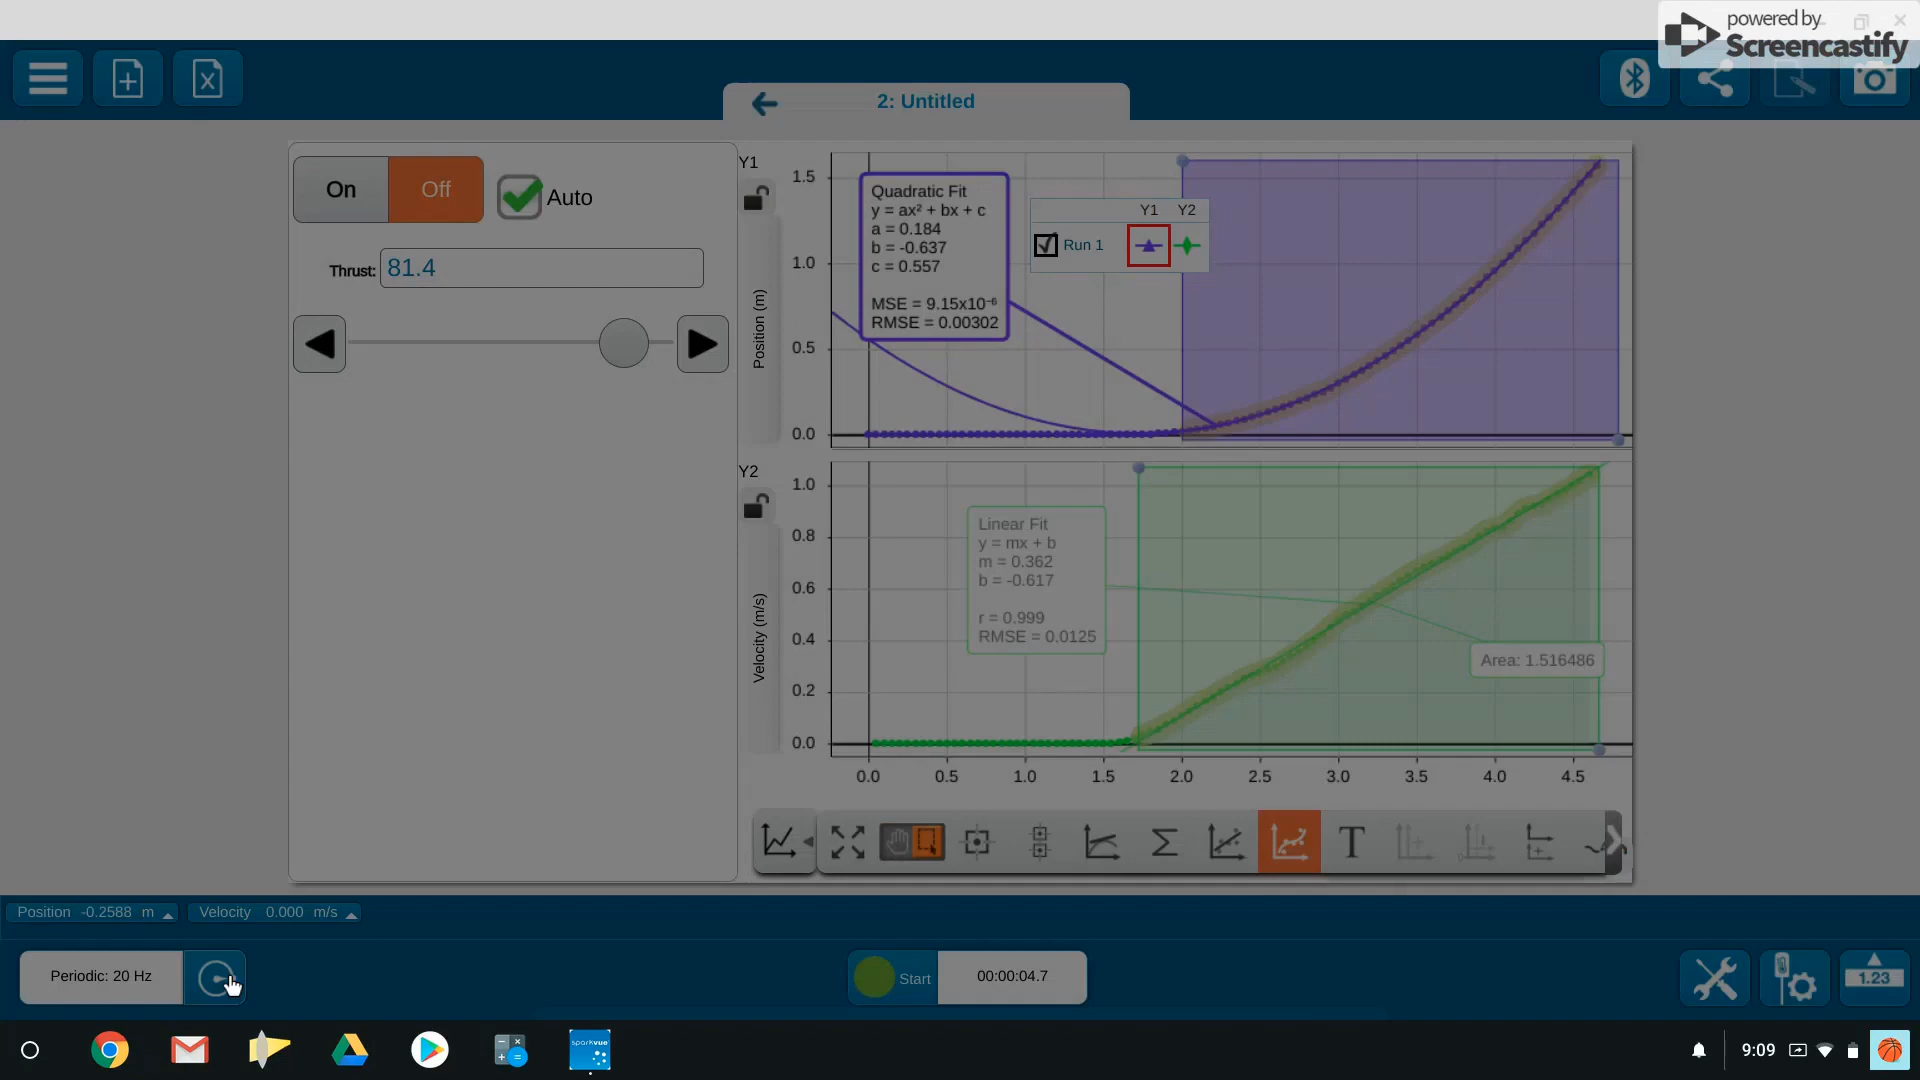 powered by
Screencastify
2: Untitled
On
Off
Auto
Thrust:
81.4
Y1
Position (m)
1.5
1.0
0.5
0.0
Quadratic Fit
y = ax² + bx + c
a = 0.184
b = -0.637
c = 0.557
MSE = 9.15x10⁻⁶
RMSE = 0.00302
Y1 Y2
Run 1
Y2
Velocity (m/s)
1.0
0.8
0.6
0.4
0.2
0.0
Linear Fit
y = mx + b
m = 0.362
b = -0.617
r = 0.999
RMSE = 0.0125
Area: 1.516486
0.0 0.5 1.0 1.5 2.0 2.5 3.0 3.5 4.0 4.5
Σ
T
Position -0.2588 m
Velocity 0.000 m/s
Periodic: 20 Hz
Start
00:00:04.7
1.23
sparkvue
9:09